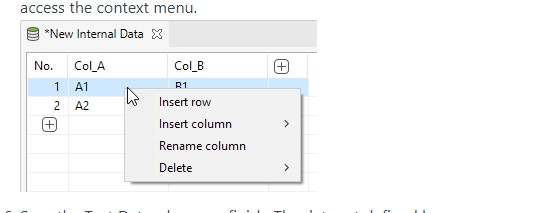 access the context menu.
*New Internal Data
No. Col_A Col_B
1 A1 B1
2 A2
Insert row
Insert column
Rename column
Delete